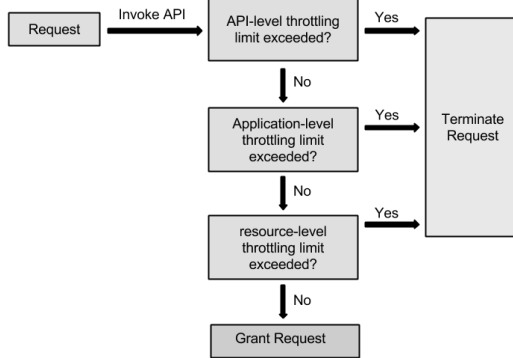 Request
Invoke API
API-level throttling
limit exceeded?
Yes
No
Application-level
throttling limit
exceeded?
Yes
Terminate
Request
No
resource-level
throttling limit
exceeded?
Yes
No
Grant Request